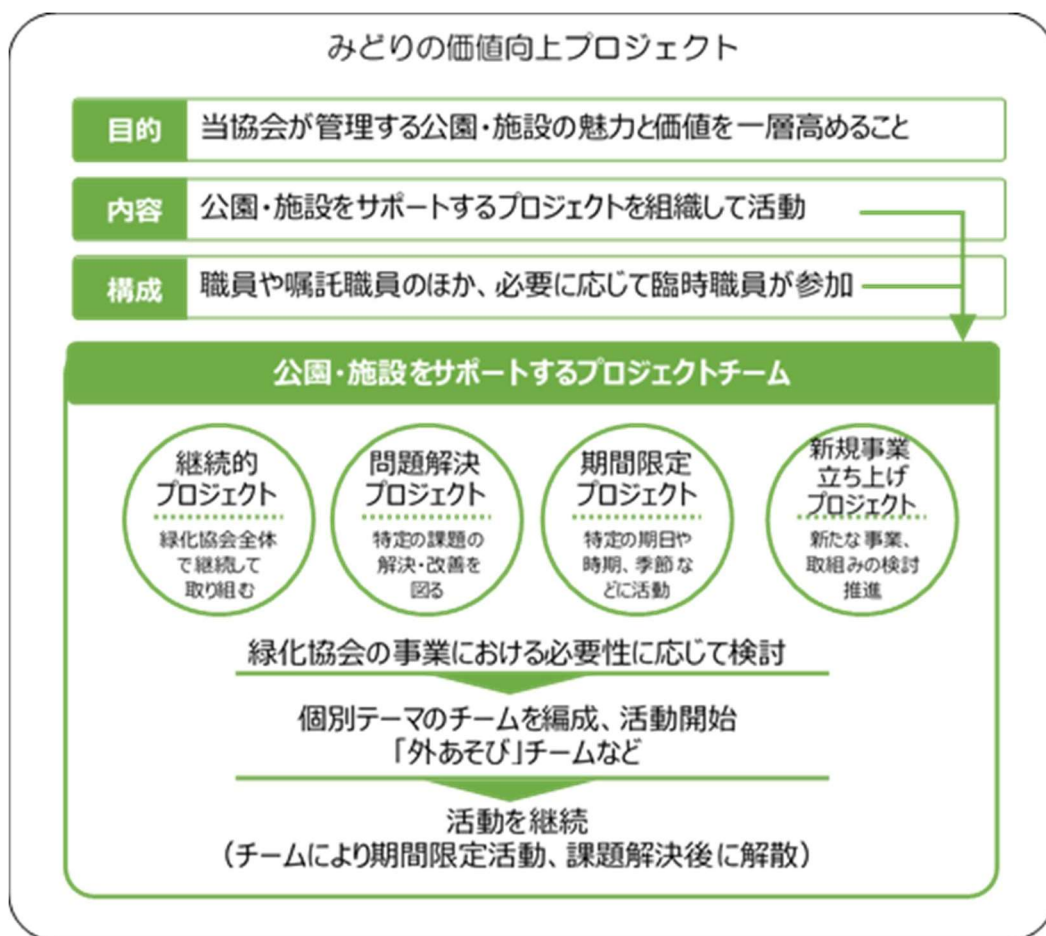 みどりの価値向上プロジェクト
目的 当協会が管理する公園・施設の魅力と価値を一層高めること
内容 公園・施設をサポートするプロジェクトを組織して活動
構成 職員や嘱託職員のほか、必要に応じて臨時職員が参加
公園・施設をサポートするプロジェクトチーム
継続的
プロジェクト
緑化協会全体
で継続して
取り組む
問題解決
プロジェクト
特定の課題の
解決・改善を
図る
期間限定
プロジェクト
特定の期日や
時期、季節な
どに活動
新規事業
立ち上げ
プロジェクト
新たな事業、
取組みの検討
推進
緑化協会の事業における必要性に応じて検討
個別テーマのチームを編成、活動開始
「外あそび」チームなど
活動を継続
（チームにより期間限定活動、課題解決後に解散）